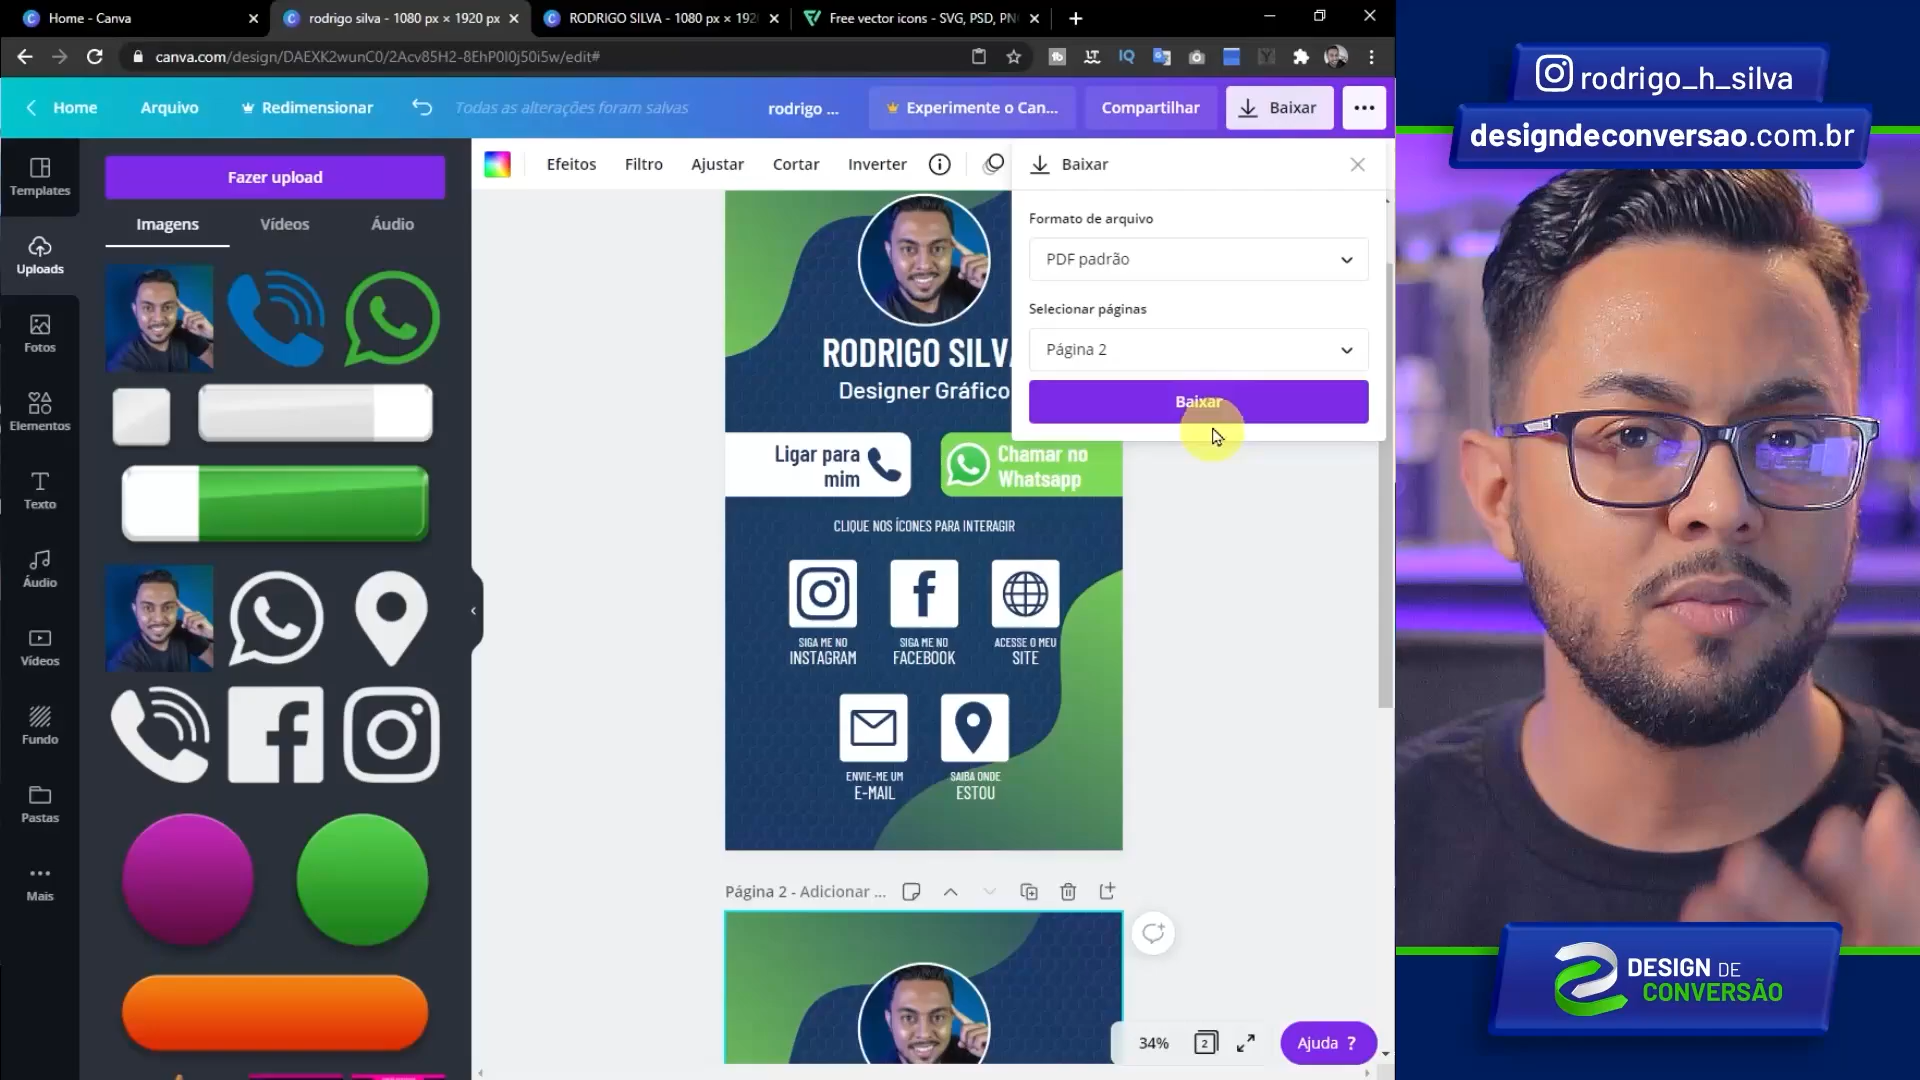 Home - Canva
rodrigo silva - 1080 px × 1920 px
RODRIGO SILVA - 1080 px × 192
Free vector icons - SVG, PSD, PN
canva.com/design/DAEXK2wunC0/2Acv85H2-8EhP0I0j50i5w/edit#
Home
Arquivo
Redimensionar
Todas as alterações foram salvas
rodrigo ...
Experimente o Can...
Compartilhar
Baixar
Templates
Uploads
Fotos
Elementos
Texto
Áudio
Vídeos
Fundo
Pastas
Mais
Fazer upload
Imagens
Vídeos
Áudio
Efeitos
Filtro
Ajustar
Cortar
Inverter
Baixar
Formato de arquivo
PDF padrão
Selecionar páginas
Página 2
Baixar
RODRIGO SILVA
Designer Gráfico
Ligar para
mim
Chamar no
Whatsapp
CLIQUE NOS ÍCONES PARA INTERAGIR
SIGA ME NO
INSTAGRAM
SIGA ME NO
FACEBOOK
ACESSE O MEU
SITE
ENVIE-ME UM
E-MAIL
SAIBA ONDE
ESTOU
Página 2 - Adicionar ...
34%
2
Ajuda ?
rodrigo_h_silva
designdeconversao.com.br
DESIGN DE
CONVERSÃO